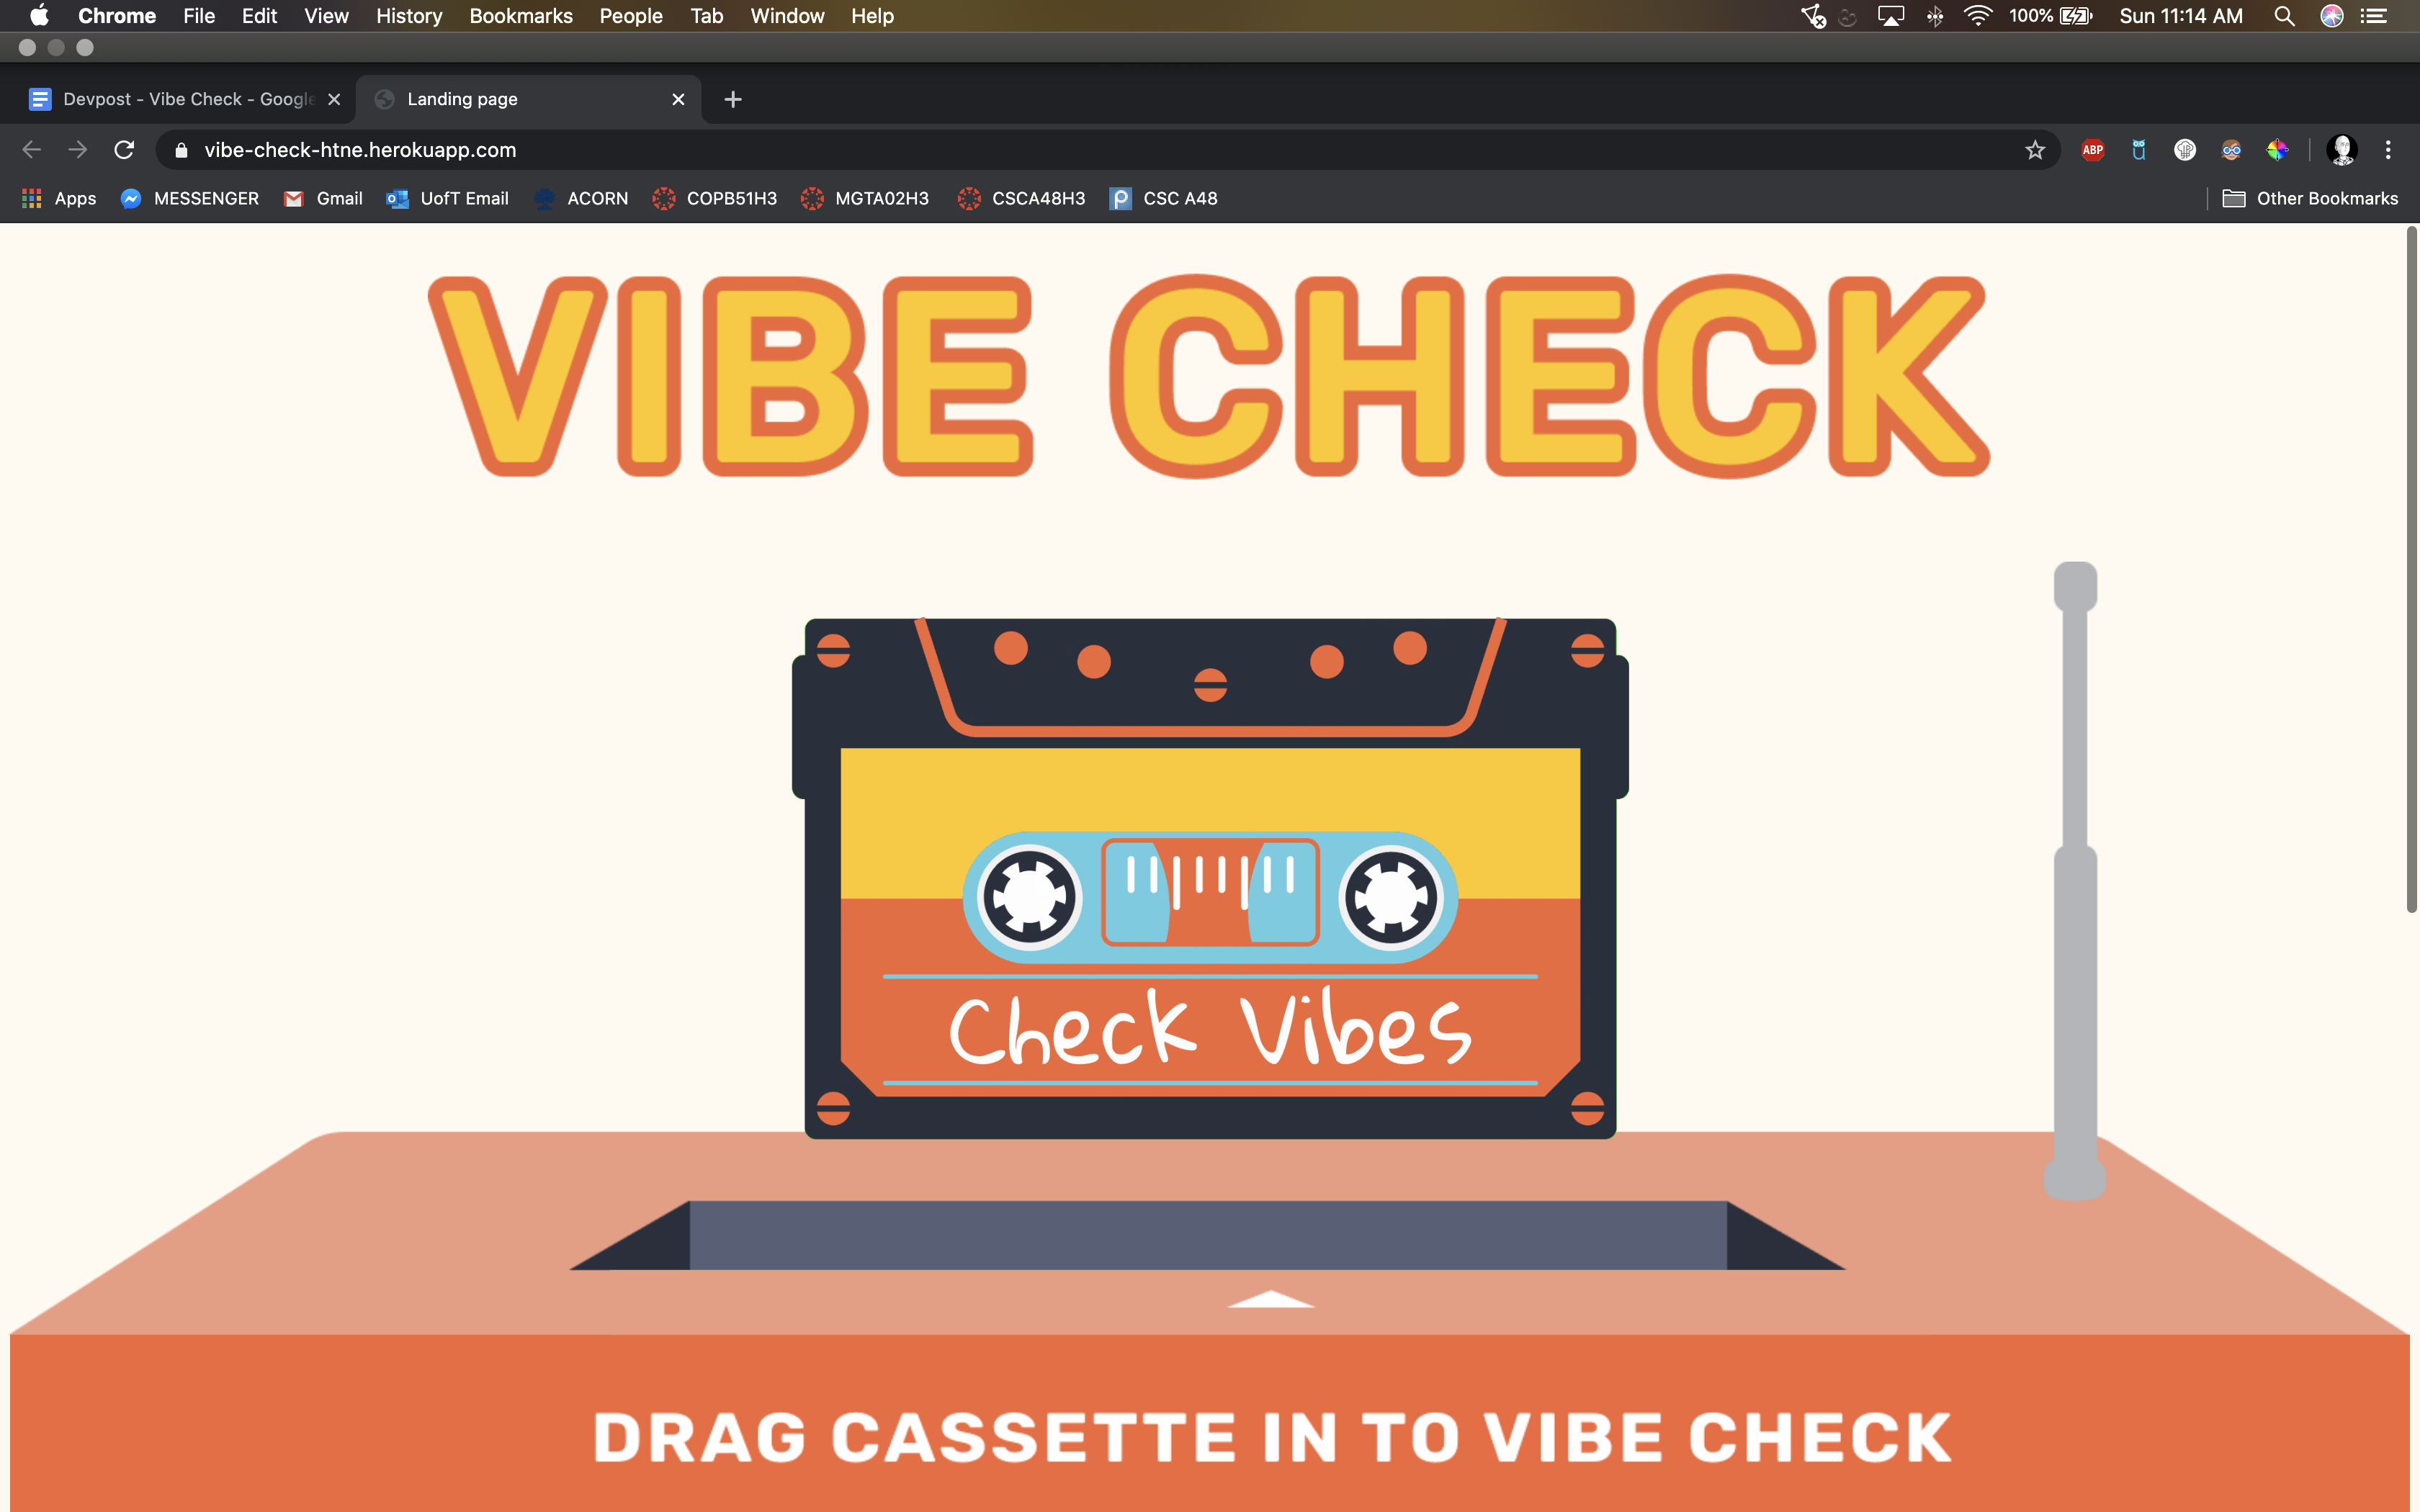 Chrome File Edit View History Bookmarks People Tab Window Help 100% Sun 11:14 AM
Devpost - Vibe Check - Google Landing page
vibe-check-htne.herokuapp.com ABP
Apps MESSENGER Gmail UofT Email ACORN COPB51H3 MGTA02H3 CSCA48H3 CSC A48 Other Bookmarks
VIBE CHECK
Check Vibes
DRAG CASSETTE IN TO VIBE CHECK